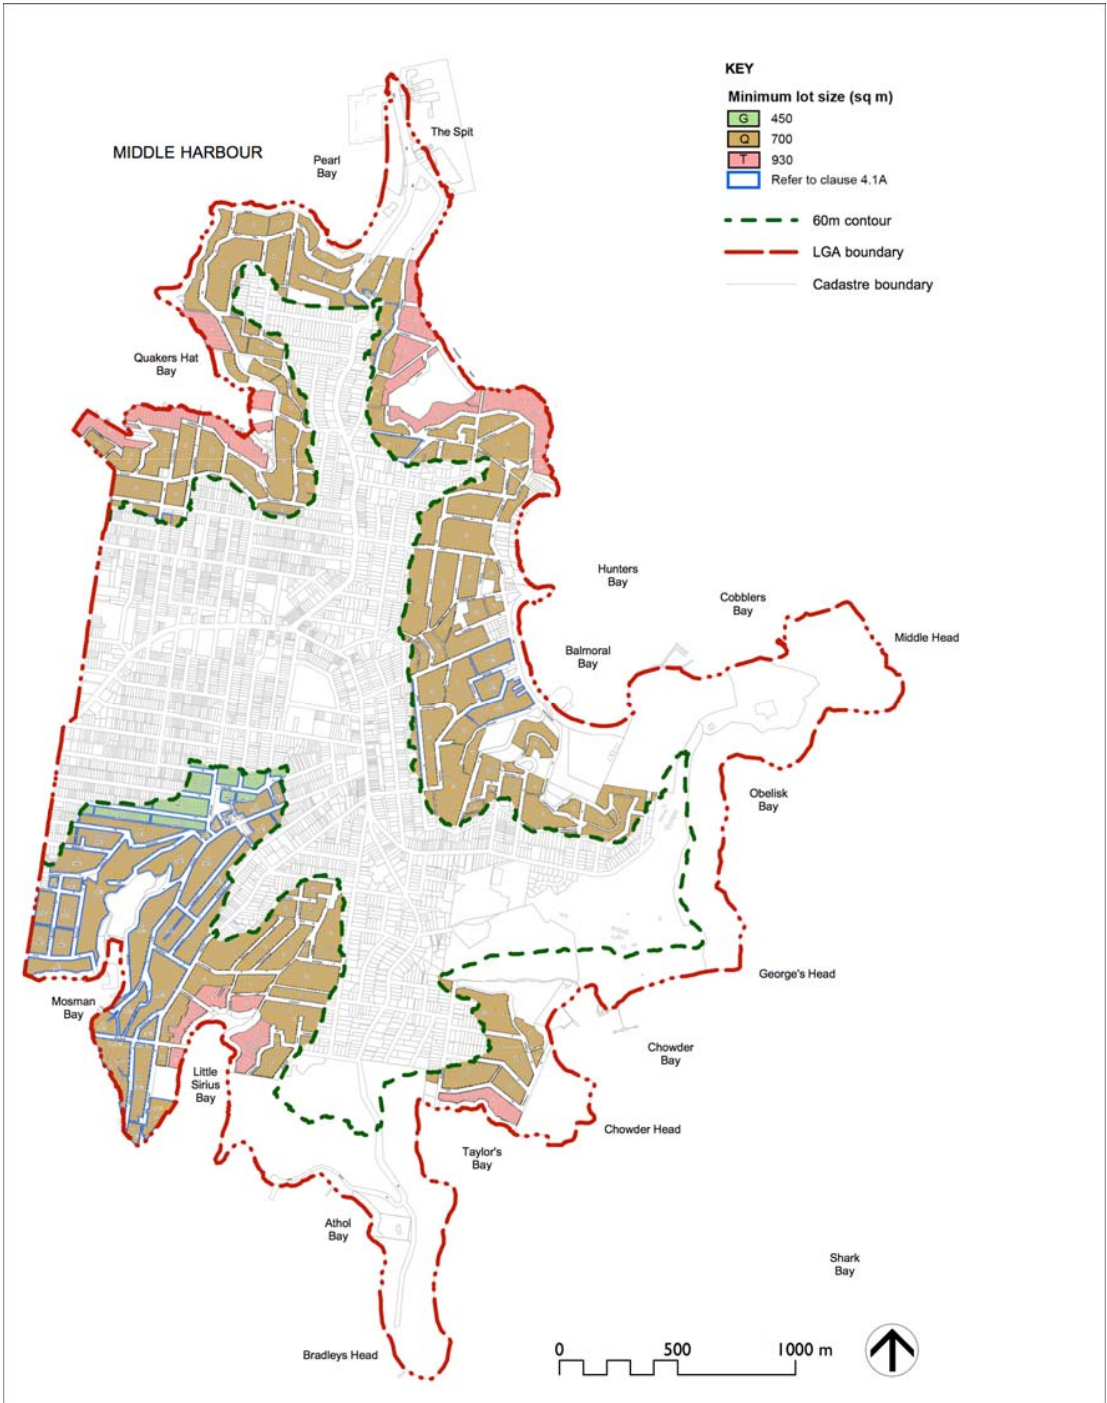 KEY
Minimum lot size (sq m)
G 450
Q 700
T 930
Refer to clause 4.1A
60m contour
LGA boundary
Cadastre boundary
The Spit
MIDDLE HARBOUR
Pearl
Bay
Quakers Hat
Bay
Hunters
Bay
Cobblers
Bay
Middle Head
Balmoral
Bay
Obelisk
Bay
George's Head
Mosman
Bay
Chowder
Bay
Little
Sirius
Bay
Chowder Head
Taylor's
Bay
Athol
Bay
Shark
Bay
Bradleys Head
0 500 1000 m